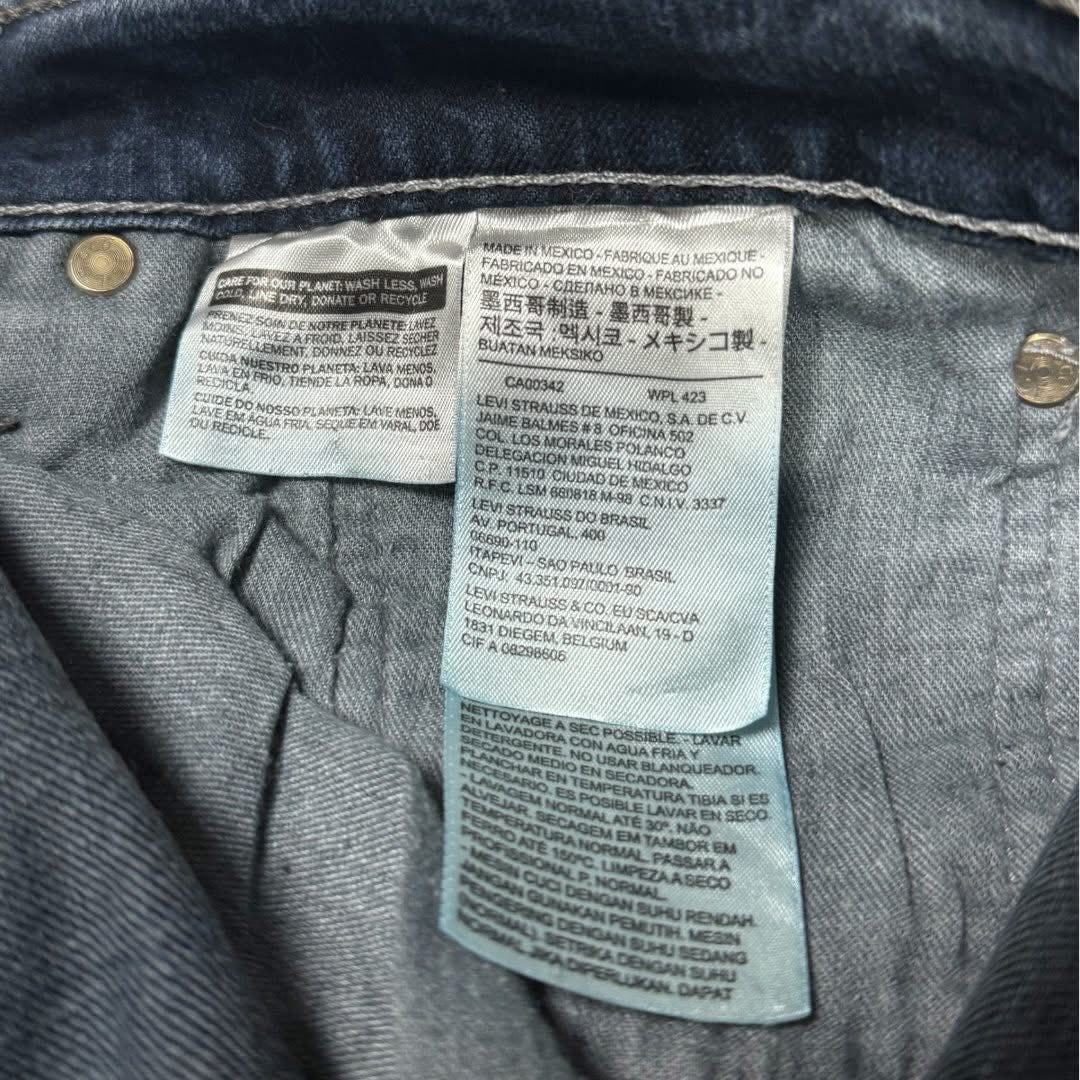 CARE FOR OUR PLANET: WASH LESS, WASH
COLD, LINE DRY, DONATE OR RECYCLE
PRENEZ SOIN DE NOTRE PLANETE: LAVEZ
MOINS, LAVEZ A FROID, LAISSEZ SECHER
NATURELLEMENT, DONNEZ OU RECYCLEZ
CUIDA NUESTRO PLANETA: LAVA MENOS,
LAVA EN FRIO, TIENDE LA ROPA, DONA O
RECICLA
CUIDE DO NOSSO PLANETA: LAVE MENOS,
LAVE EM AGUA FRIA, SEQUE EM VARAL, DOE
OU RECICLE.
MADE IN MEXICO - FABRIQUE AU MEXIQUE -
FABRICADO EN MEXICO - FABRICADO NO
MÉXICO - СДЕЛАНО В МЕКСИКЕ -
墨西哥制造 - 墨西哥製 -
제조국 :멕시코 - メキシコ製 -
BUATAN MEKSIKO
CA00342 WPL 423
LEVI STRAUSS DE MEXICO, S.A. DE C.V.
JAIME BALMES # 8 OFICINA 502
COL. LOS MORALES POLANCO
DELEGACION MIGUEL HIDALGO
C.P. 11510 CIUDAD DE MEXICO
R.F.C. LSM 660818 M-98 C.N.I.V. 3337
LEVI STRAUSS DO BRASIL
AV. PORTUGAL, 400
06690-110
ITAPEVI – SAO PAULO BRASIL
CNPJ: 43.351.097/0001-90
LEVI STRAUSS & CO. EU SCA/CVA
LEONARDO DA VINCILAAN, 19 - D
1831 DIEGEM, BELGIUM
CIF A 08298606
NETTOYAGE A SEC POSSIBLE. - LAVAR
EN LAVADORA CON AGUA FRIA Y
DETERGENTE. NO USAR BLANQUEADOR.
SECADO MEDIO EN SECADORA.
PLANCHAR EN TEMPERATURA TIBIA SI ES
NECESARIO. ES POSSIBLE LAVAR EN SECO.
- LAVAGEM NORMAL ATÉ 30º. NÃO
ALVEJAR. SECAGEM EM TAMBOR EM
TEMPERATURA NORMAL. PASSAR A
FERRO ATÉ 150ºC. LIMPEZA A SECO
PROFISSIONAL P, NORMAL.
- MESIN CUCI DENGAN SUHU RENDAH.
JANGAN GUNAKAN PEMUTIH. MESIN
PENGERING DENGAN SUHU SEDANG
(NORMAL). SETRIKA DENGAN SUHU
NORMAL JIKA DIPERLUKAN. DAPAT